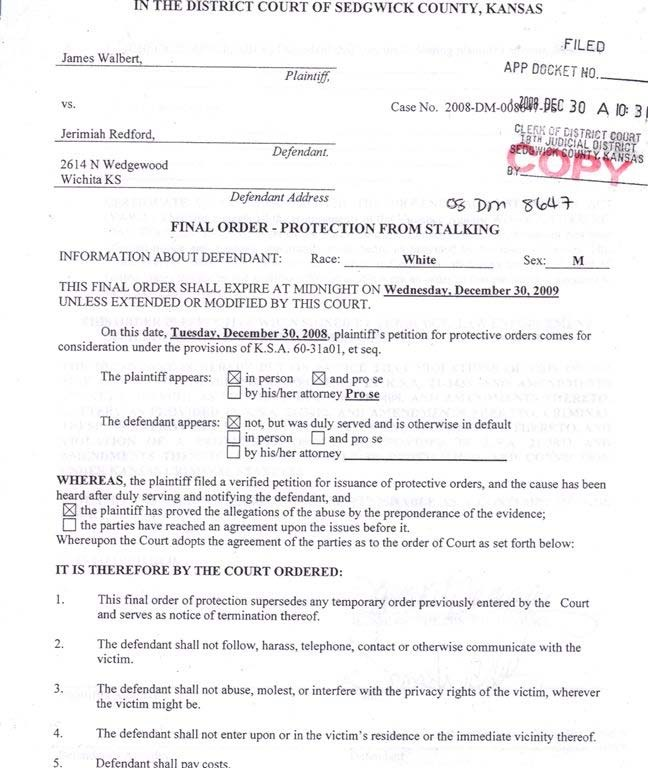 IN THE DISTRICT COURT OF SEDGWICK COUNTY, KANSAS
FILED
APP DOCKET NO.
James Walbert,
Plaintiff,
vs.
Case No. 2008-DM-008647-
2008 DEC 30 A 10:31
CLERK OF DISTRICT COURT
18TH JUDICIAL DISTRICT
SEDGWICK COUNTY, KANSAS
COPY
BY
Jerimiah Redford,
Defendant.
2614 N Wedgewood
Wichita KS
Defendant Address
08 DM 8647
FINAL ORDER - PROTECTION FROM STALKING
INFORMATION ABOUT DEFENDANT: Race: White Sex: M
THIS FINAL ORDER SHALL EXPIRE AT MIDNIGHT ON Wednesday, December 30, 2009
UNLESS EXTENDED OR MODIFIED BY THIS COURT.
On this date, Tuesday, December 30, 2008, plaintiff's petition for protective orders comes for
consideration under the provisions of K.S.A. 60-31a01, et seq.
The plaintiff appears: ☒ in person ☒ and pro se
☐ by his/her attorney Pro se
The defendant appears: ☒ not, but was duly served and is otherwise in default
☐ in person ☐ and pro se
☐ by his/her attorney
WHEREAS, the plaintiff filed a verified petition for issuance of protective orders, and the cause has been
heard after duly serving and notifying the defendant, and
☒ the plaintiff has proved the allegations of the abuse by the preponderance of the evidence;
☐ the parties have reached an agreement upon the issues before it.
Whereupon the Court adopts the agreement of the parties as to the order of Court as set forth below:
IT IS THEREFORE BY THE COURT ORDERED:
1. This final order of protection supersedes any temporary order previously entered by the Court
and serves as notice of termination thereof.
2. The defendant shall not follow, harass, telephone, contact or otherwise communicate with the
victim.
3. The defendant shall not abuse, molest, or interfere with the privacy rights of the victim, wherever
the victim might be.
4. The defendant shall not enter upon or in the victim's residence or the immediate vicinity thereof.
5. Defendant shall pay costs.